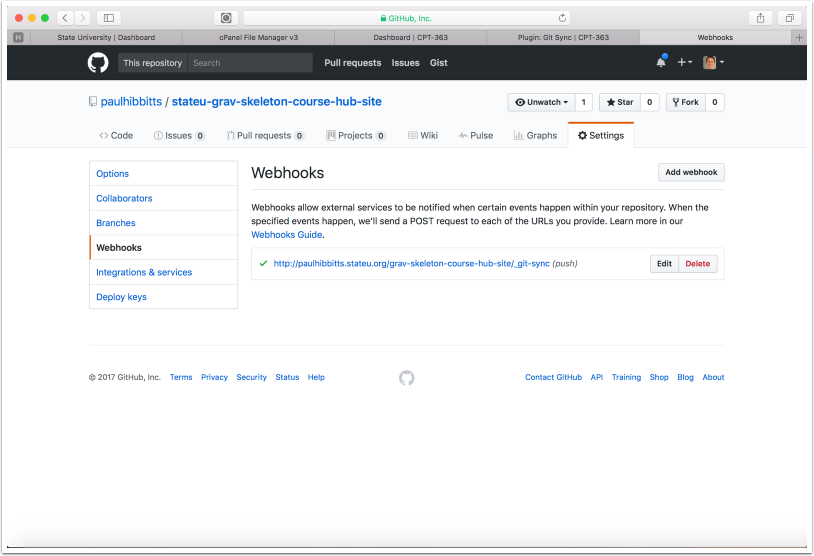 GitHub, Inc.
H
State University | Dashboard
cPanel File Manager v3
Dashboard | CPT-363
Plugin: Git Sync | CPT-363
Webhooks
This repository Search Pull requests Issues Gist
paulhibbitts / stateu-grav-skeleton-course-hub-site
Unwatch 1 Star 0 Fork 0
Code Issues 0 Pull requests 0 Projects 0 Wiki Pulse Graphs Settings
Options
Collaborators
Branches
Webhooks
Integrations & services
Deploy keys
Webhooks
Add webhook
Webhooks allow external services to be notified when certain events happen within your repository. When the
specified events happen, we'll send a POST request to each of the URLs you provide. Learn more in our
Webhooks Guide.
http://paulhibbitts.stateu.org/grav-skeleton-course-hub-site/_git-sync (push) Edit Delete
© 2017 GitHub, Inc. Terms Privacy Security Status Help
Contact GitHub API Training Shop Blog About